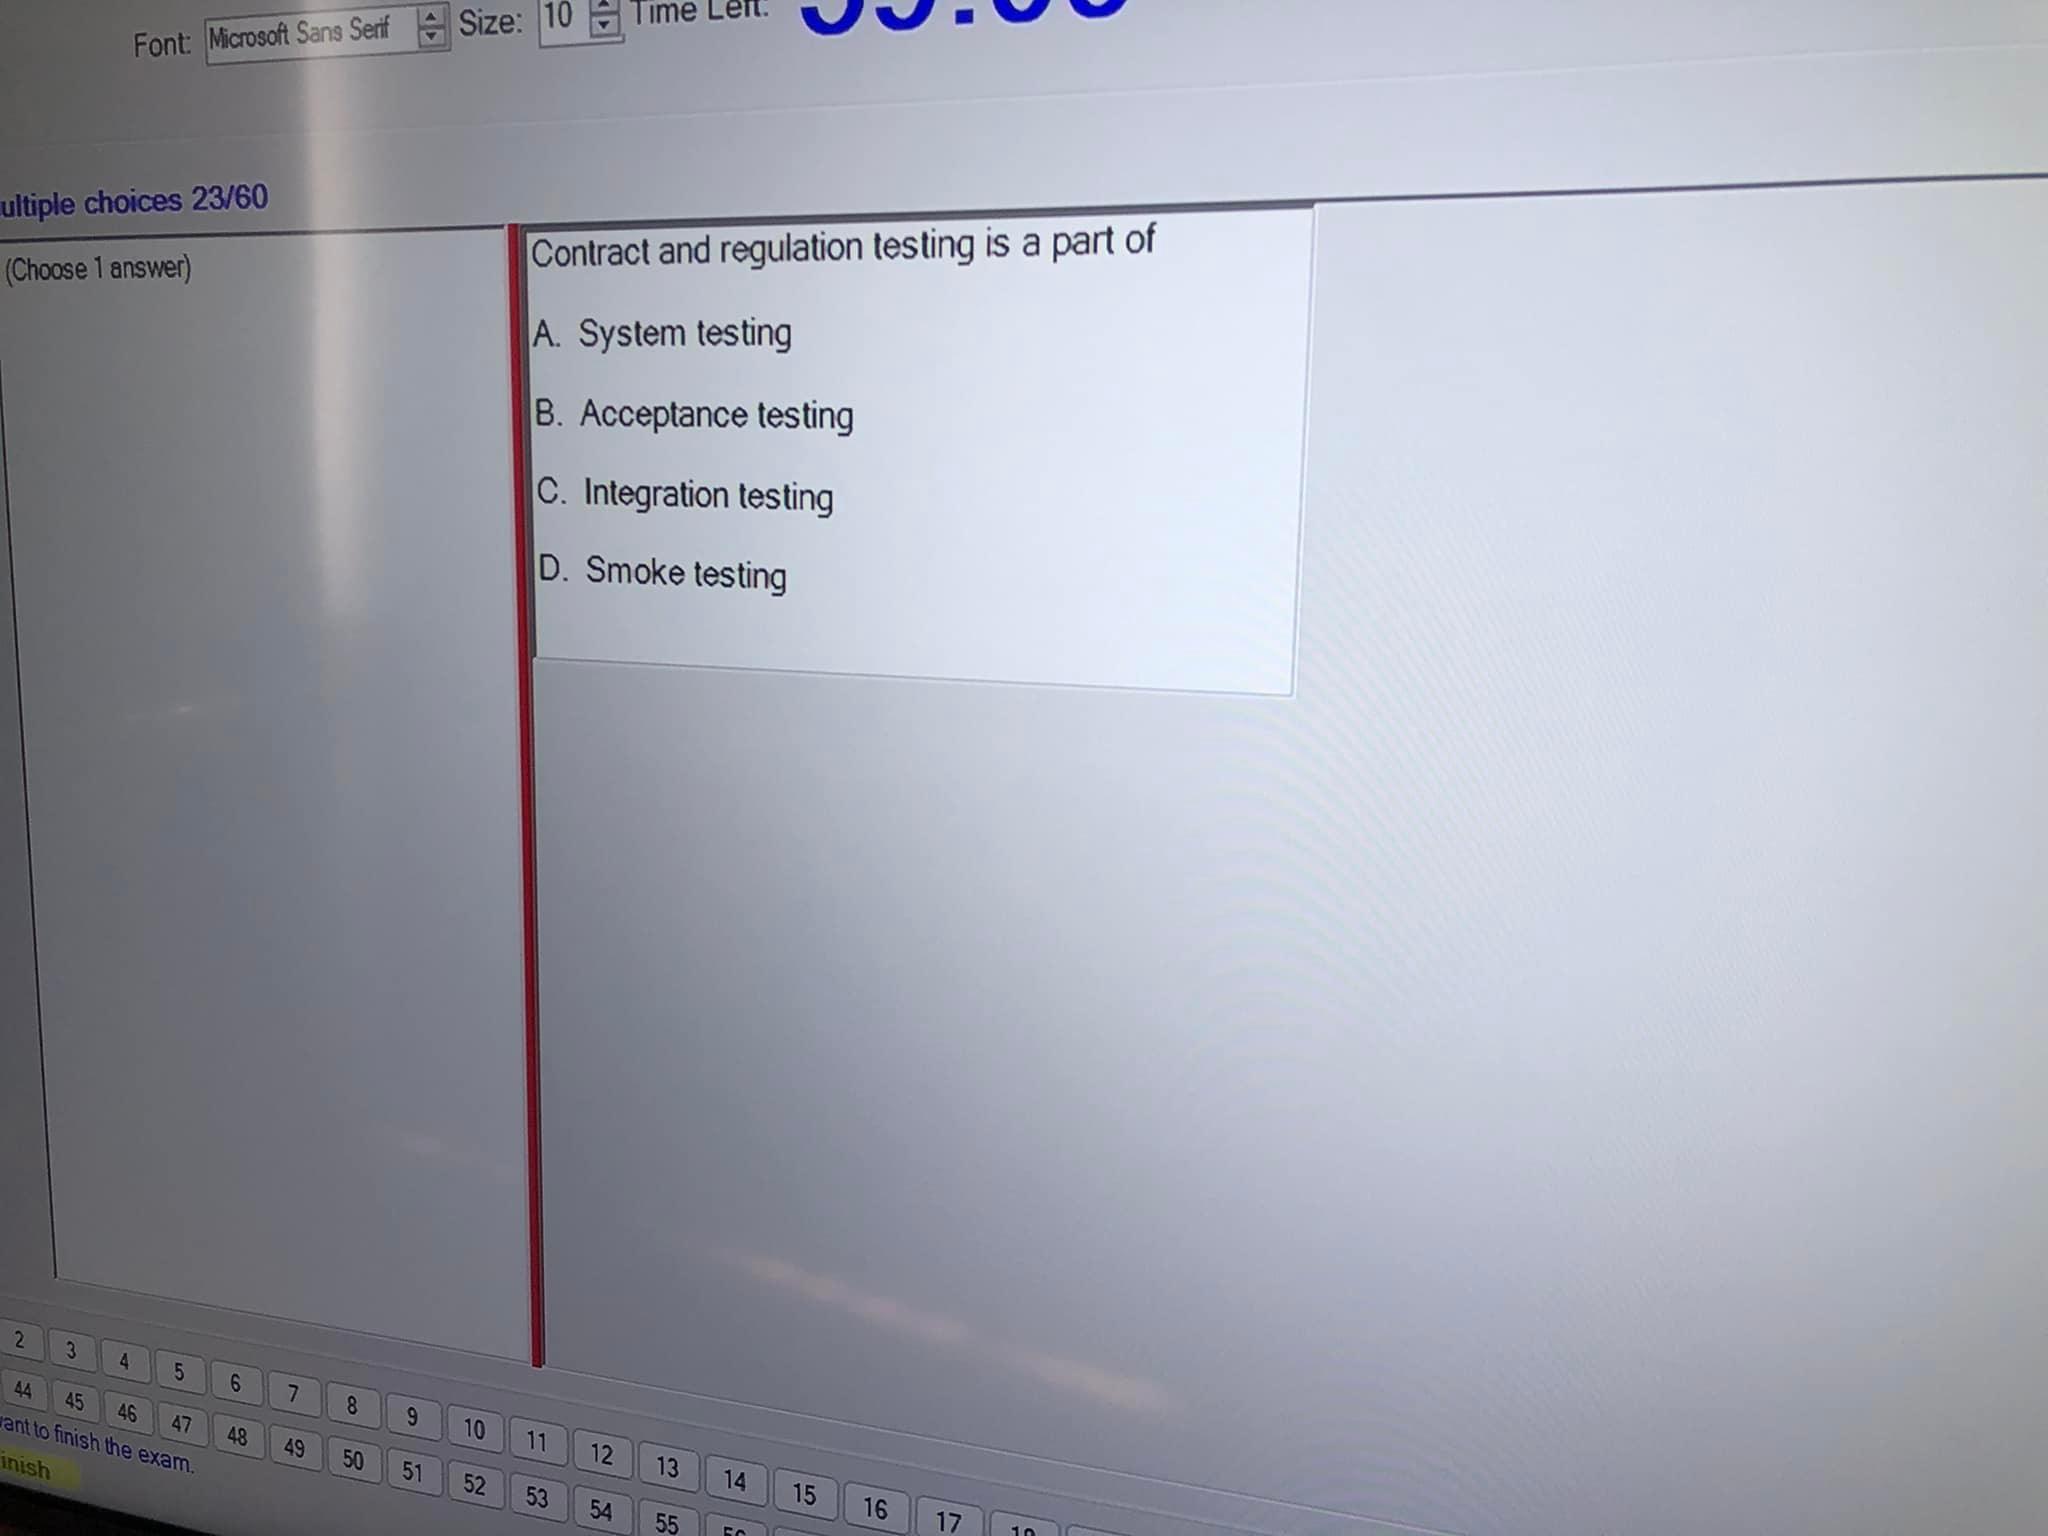 Font: Microsoft Sans Serif Size: 10 Time Left:
ultiple choices 23/60
(Choose 1 answer)
Contract and regulation testing is a part of
A. System testing
B. Acceptance testing
C. Integration testing
D. Smoke testing
2 3 4 5 6 7 8 9 10 11 12 13 14 15 16 17
44 45 46 47 48 49 50 51 52 53 54 55
ant to finish the exam.
inish